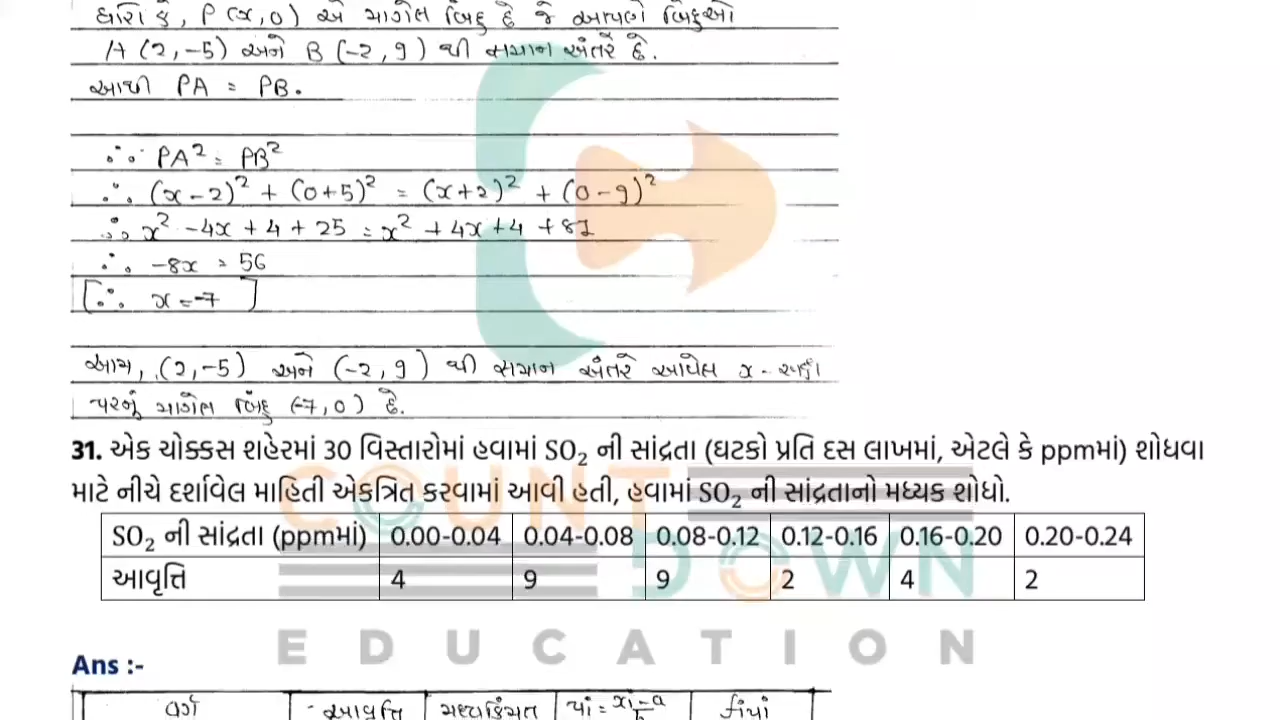 ધારો કે, P(x,0) એ માગેલ બિંદુ છે જે આપણે બિંદુઓ
A (2,-5) અને B (-2,9) થી સમાન અંતરે છે.
આથી PA = PB.
∴ PA² = PB²
∴ (x-2)² + (0+5)² = (x+2)² + (0-9)²
∴ x² - 4x + 4 + 25 = x² + 4x + 4 + 81
∴ -8x = 56
[∴ x = -7 ]
આમ, (2,-5) અને (-2,9) થી સમાન અંતરે આવેલ x-અક્ષ
પરનું માગેલ બિંદુ (-7,0) છે.
31. એક ચોક્કસ શહેરમાં 30 વિસ્તારોમાં હવામાં SO₂ ની સાંદ્રતા (ઘટકો પ્રતિ દસ લાખમાં, એટલે કે ppmમાં) શોધવા
માટે નીચે દર્શાવેલ માહિતી એકત્રિત કરવામાં આવી હતી, હવામાં SO₂ ની સાંદ્રતાનો મધ્યક શોધો.
SO₂ ની સાંદ્રતા (ppmમાં) 0.00-0.04 0.04-0.08 0.08-0.12 0.12-0.16 0.16-0.20 0.20-0.24
આવૃત્તિ 4 9 9 2 4 2
COUNT
DOWN
EDUCATION
Ans :-
વર્ગ આવૃત્તિ મધ્યકિંમત